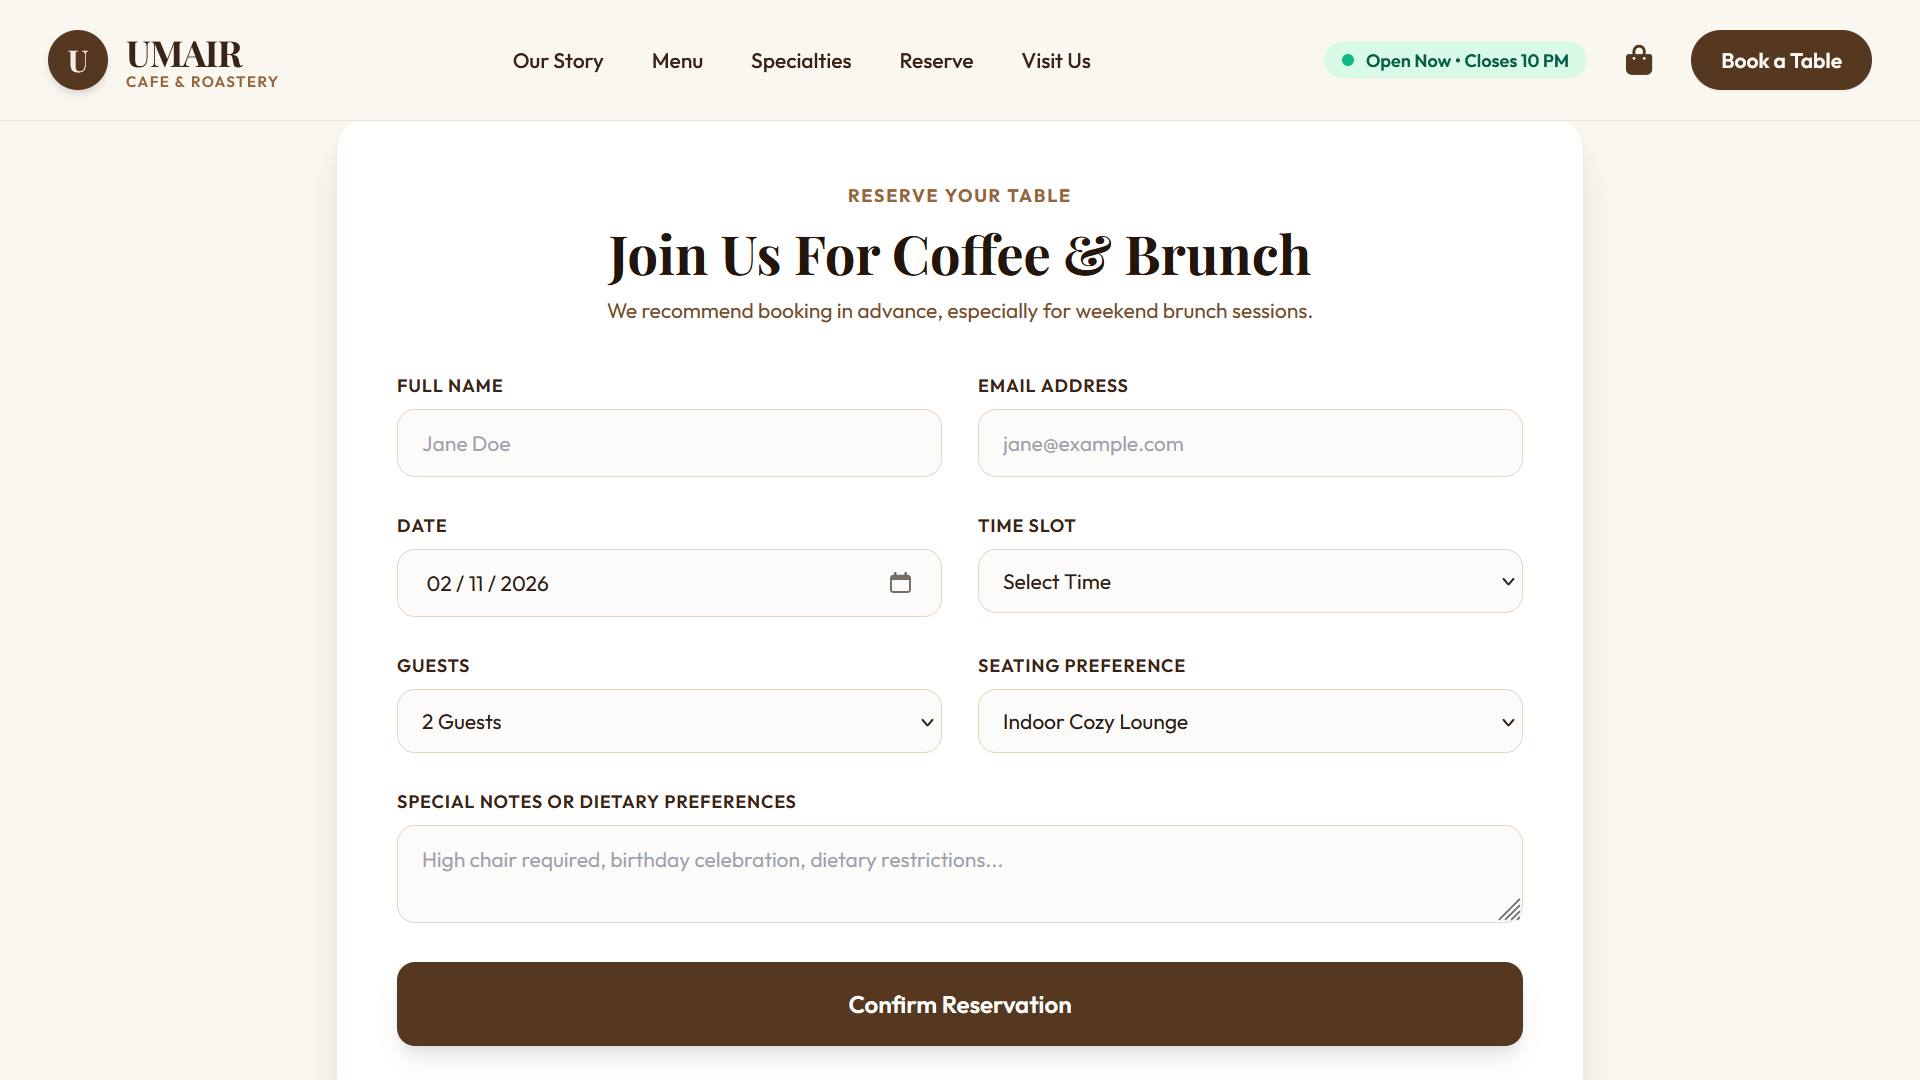 U
UMAIR
CAFE & ROASTERY
Our Story
Menu
Specialties
Reserve
Visit Us
Open Now • Closes 10 PM
Book a Table
RESERVE YOUR TABLE
Join Us For Coffee & Brunch
We recommend booking in advance, especially for weekend brunch sessions.
FULL NAME
Jane Doe
EMAIL ADDRESS
jane@example.com
DATE
02 / 11 / 2026
TIME SLOT
Select Time
GUESTS
2 Guests
SEATING PREFERENCE
Indoor Cozy Lounge
SPECIAL NOTES OR DIETARY PREFERENCES
High chair required, birthday celebration, dietary restrictions...
Confirm Reservation